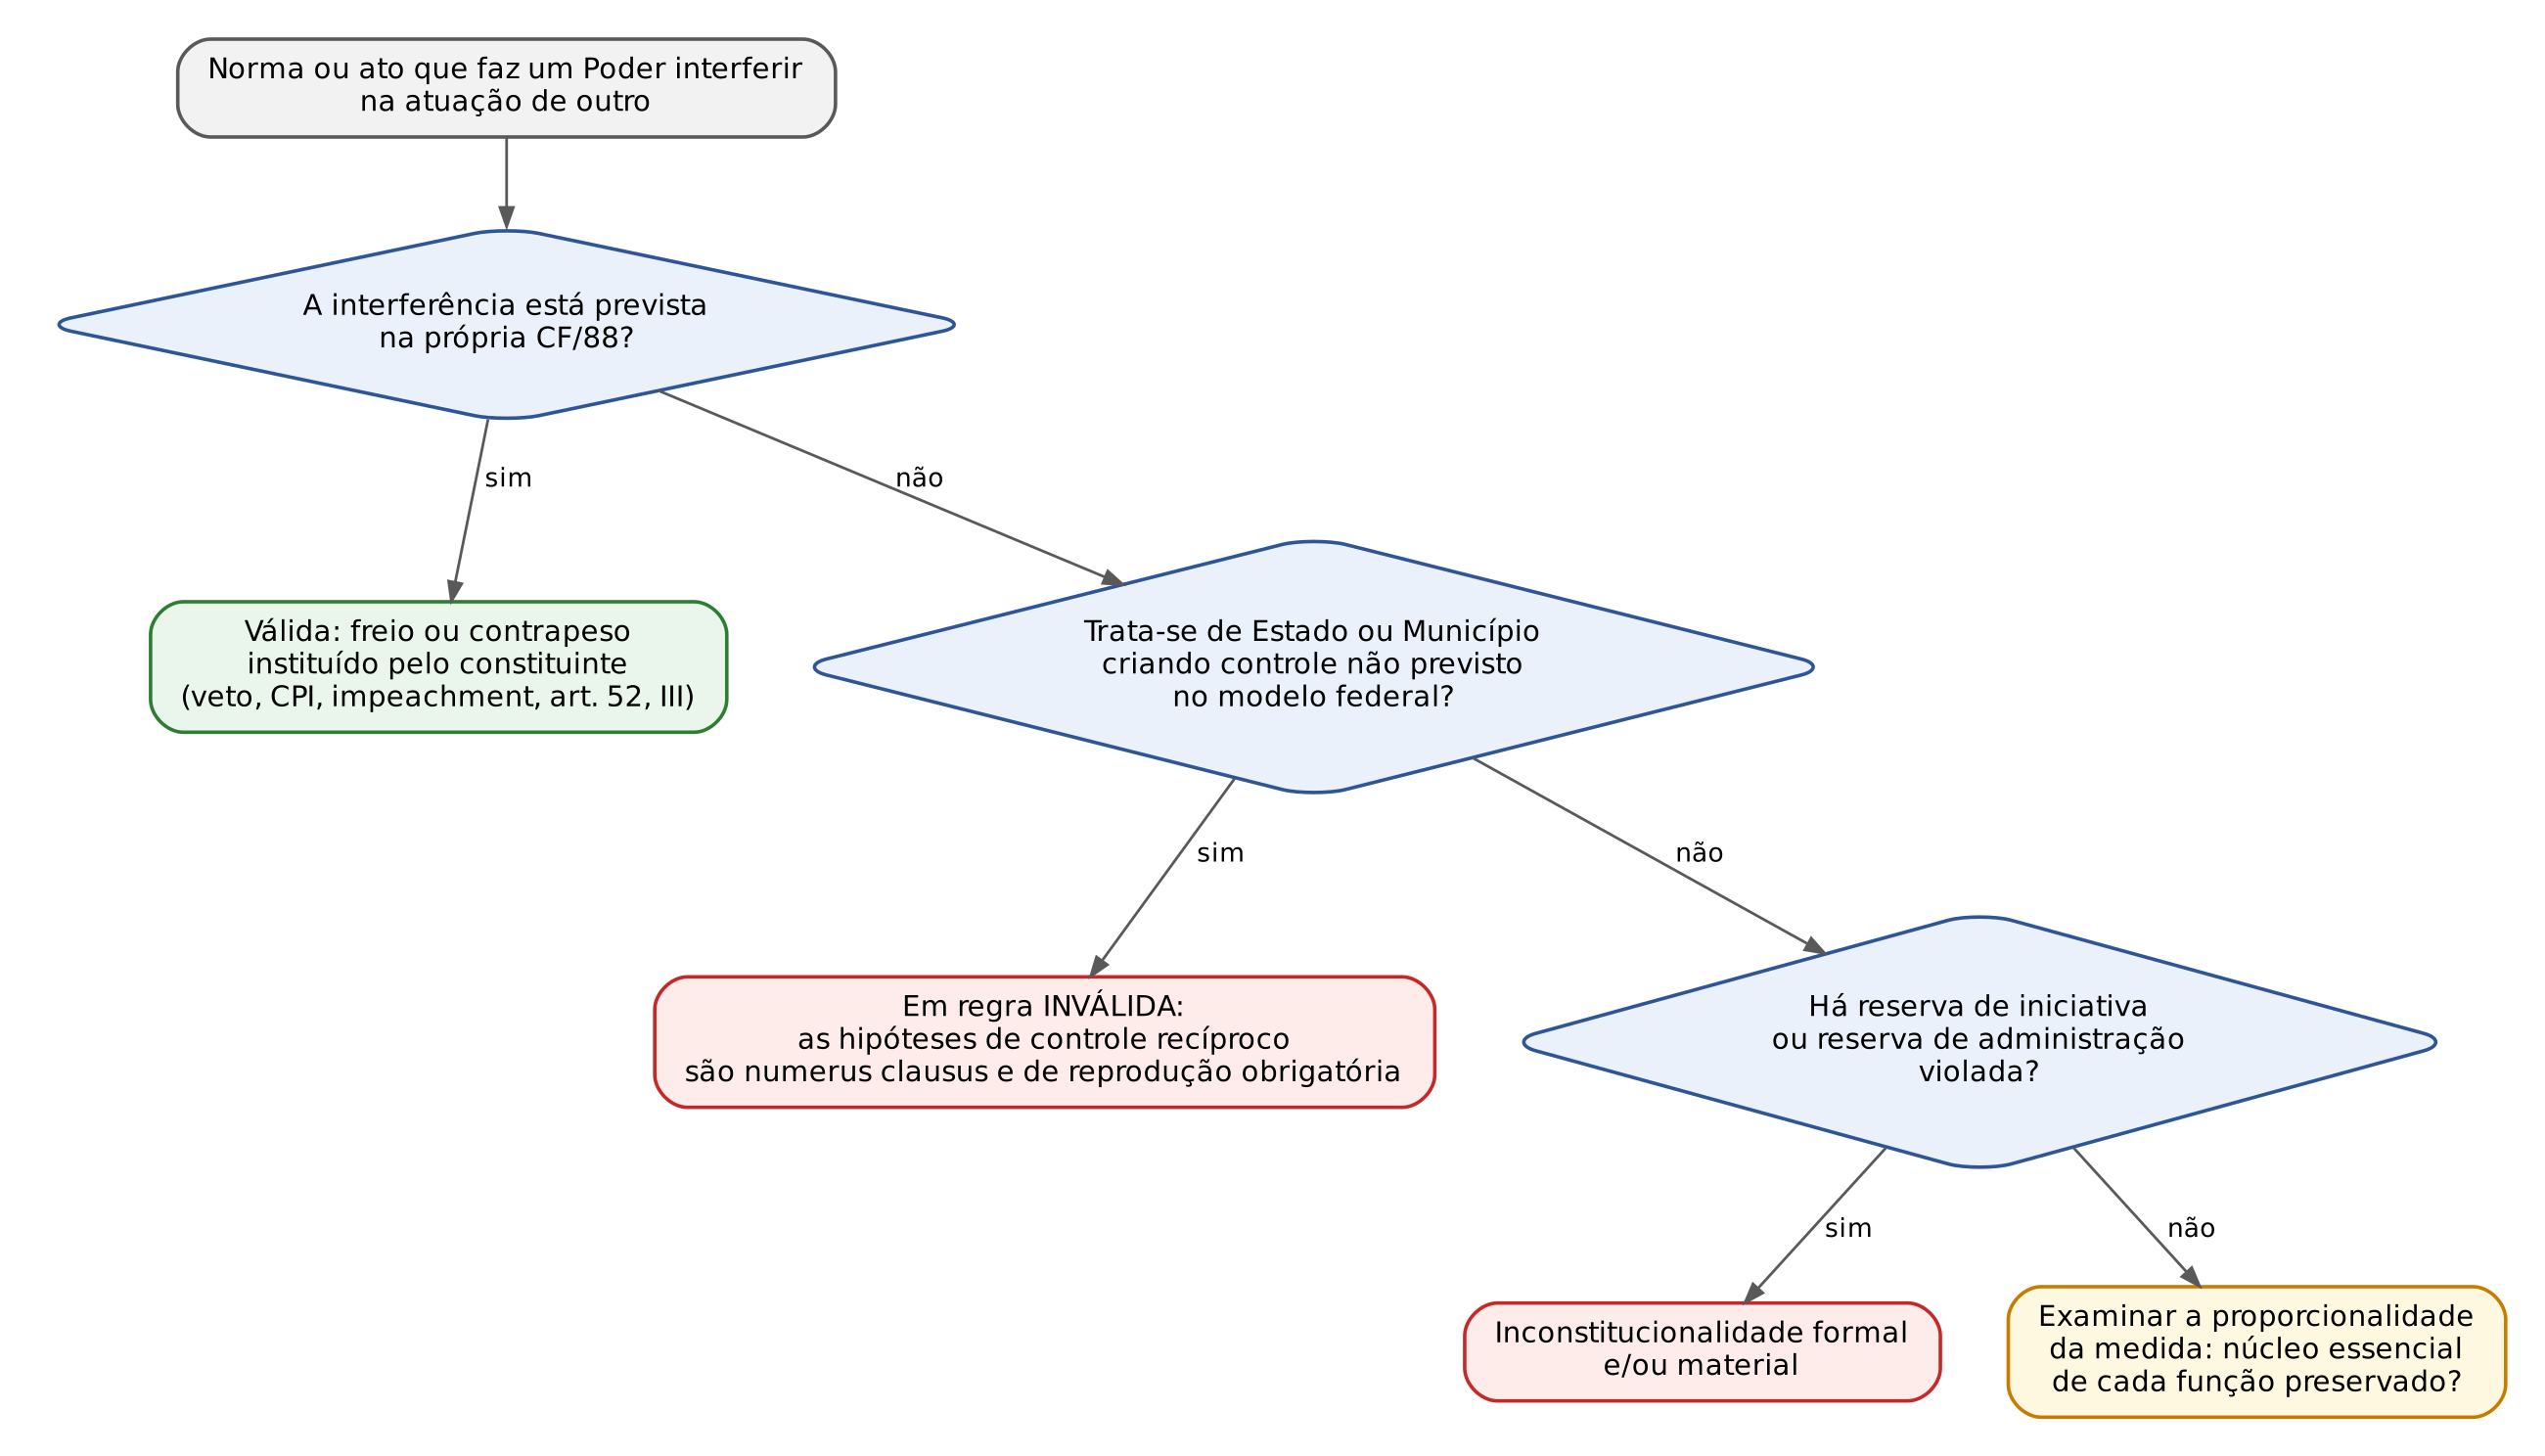 Norma ou ato que faz um Poder interferir
na atuação de outro
A interferência está prevista
na própria CF/88?
sim
não
Válida: freio ou contrapeso
instituído pelo constituinte
(veto, CPI, impeachment, art. 52, III)
Trata-se de Estado ou Município
criando controle não previsto
no modelo federal?
sim
não
Em regra INVÁLIDA:
as hipóteses de controle recíproco
são numerus clausus e de reprodução obrigatória
Há reserva de iniciativa
ou reserva de administração
violada?
sim
não
Inconstitucionalidade formal
e/ou material
Examinar a proporcionalidade
da medida: núcleo essencial
de cada função preservado?